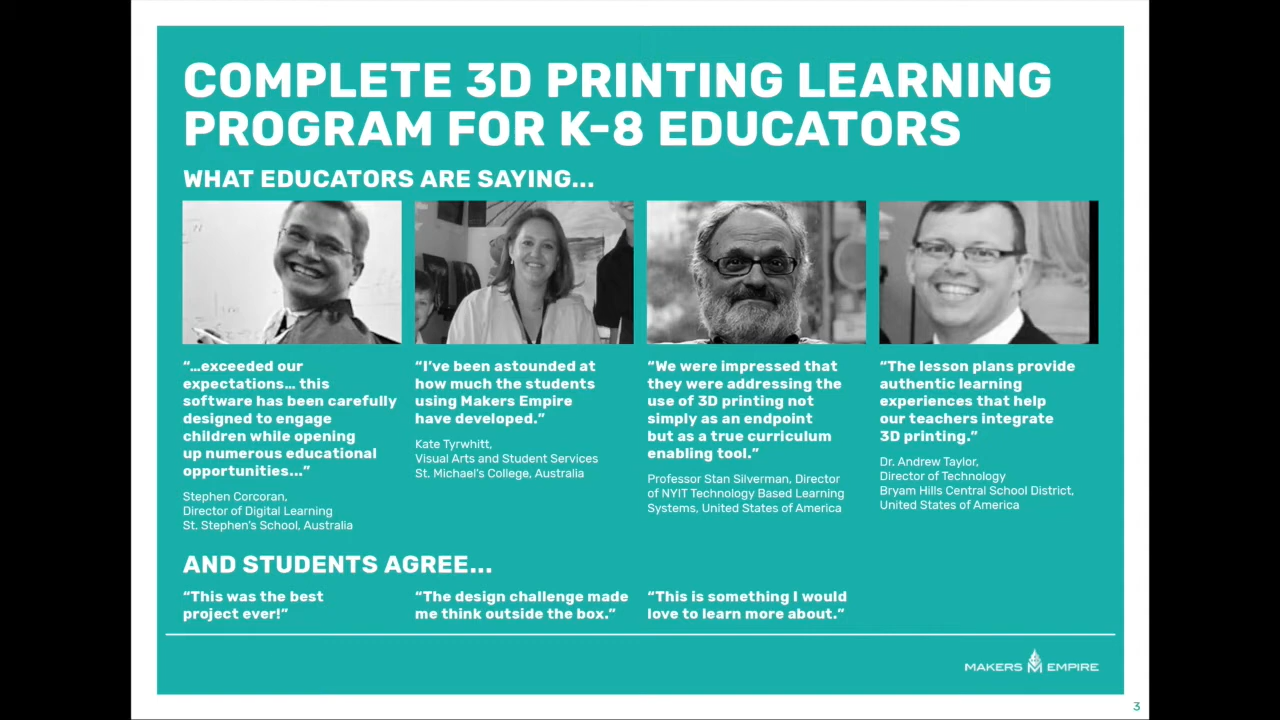 COMPLETE 3D PRINTING LEARNING
PROGRAM FOR K-8 EDUCATORS
WHAT EDUCATORS ARE SAYING...
“...exceeded our
expectations... this
software has been carefully
designed to engage
children while opening
up numerous educational
opportunities...”
Stephen Corcoran,
Director of Digital Learning
St. Stephen's School, Australia
“I've been astounded at
how much the students
using Makers Empire
have developed.”
Kate Tyrwhitt,
Visual Arts and Student Services
St. Michael's College, Australia
“We were impressed that
they were addressing the
use of 3D printing not
simply as an endpoint
but as a true curriculum
enabling tool.”
Professor Stan Silverman, Director
of NYIT Technology Based Learning
Systems, United States of America
“The lesson plans provide
authentic learning
experiences that help
our teachers integrate
3D printing.”
Dr. Andrew Taylor,
Director of Technology
Bryam Hills Central School District,
United States of America
AND STUDENTS AGREE...
“This was the best
project ever!”
“The design challenge made
me think outside the box.”
“This is something I would
love to learn more about.”
MAKERS EMPIRE
3